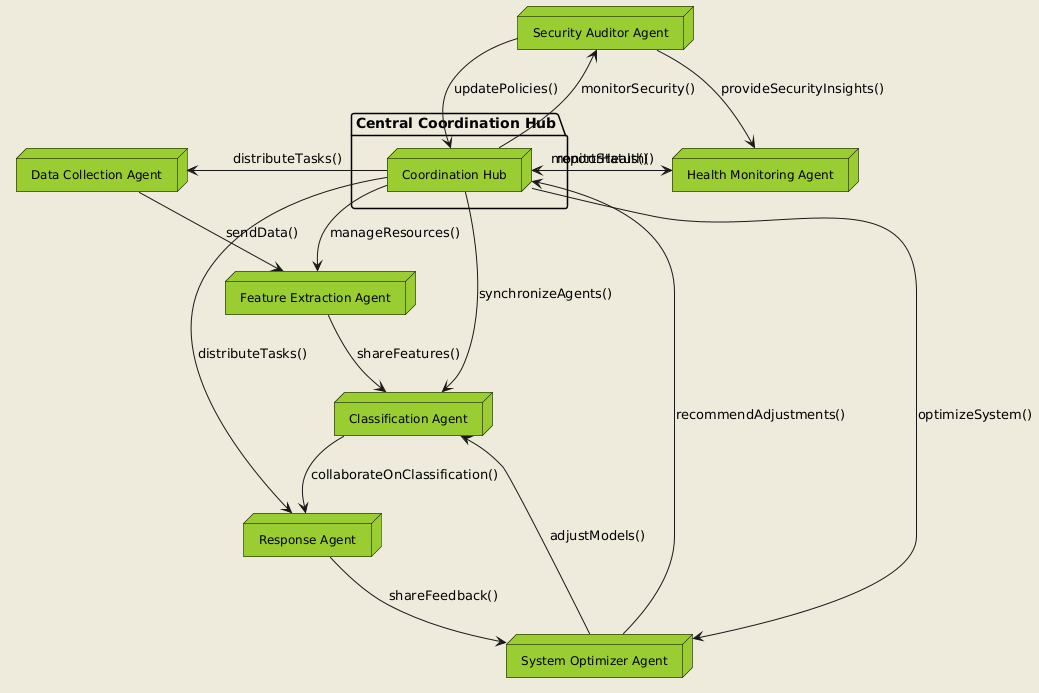 Security Auditor Agent
updatePolicies()
monitorSecurity()
provideSecurityInsights()
Central Coordination Hub
distributeTasks()
Data Collection Agent
Coordination Hub
Health Monitoring Agent
sendData()
manageResources()
Feature Extraction Agent
synchronizeAgents()
distributeTasks()
shareFeatures()
Classification Agent
recommendAdjustments()
optimizeSystem()
collaborateOnClassification()
Response Agent
adjustModels()
shareFeedback()
System Optimizer Agent